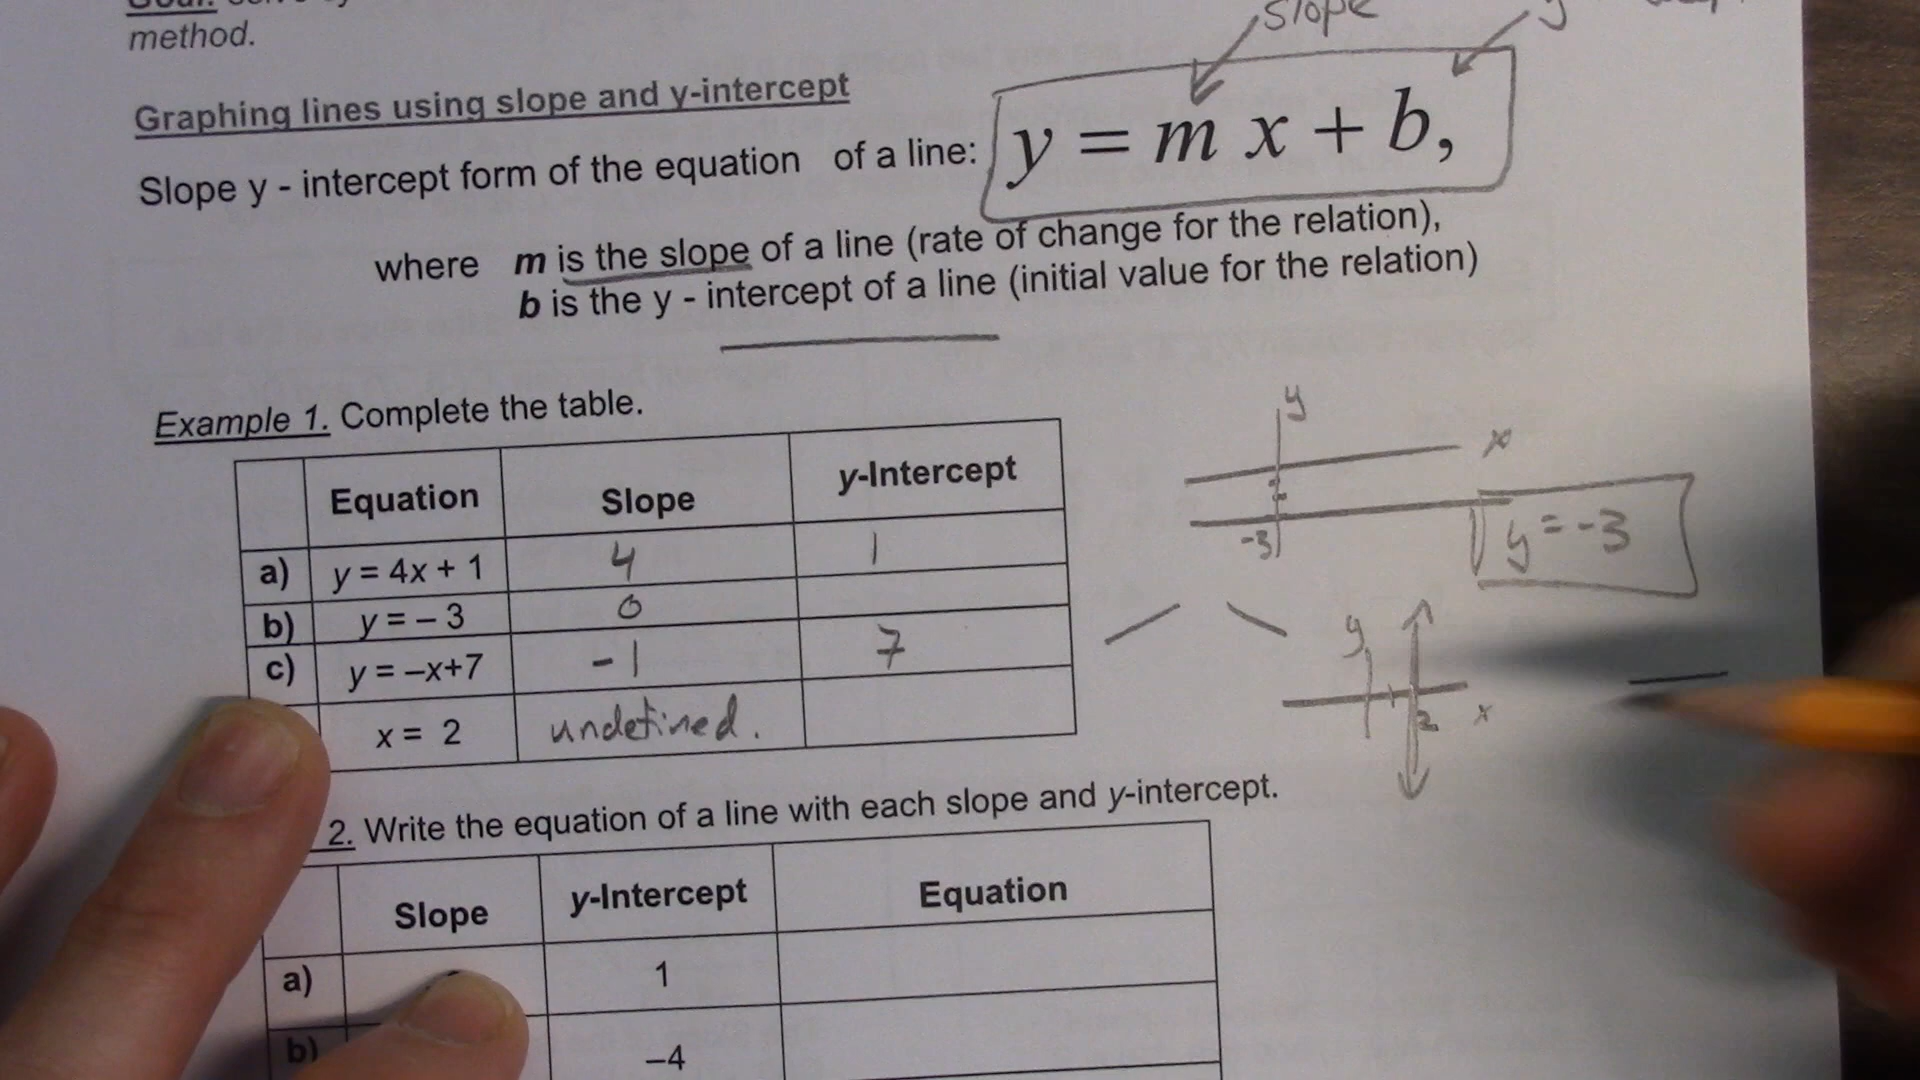 method.
slope
Graphing lines using slope and y-intercept
Slope y - intercept form of the equation of a line: y = m x + b,
where m is the slope of a line (rate of change for the relation),
b is the y - intercept of a line (initial value for the relation)
Example 1. Complete the table.
Equation Slope y-Intercept
a) y = 4x + 1 4 1
b) y = – 3 0
c) y = –x+7 -1 7
x = 2 undefined.
y
x
-3
y = -3
y
2 x
2. Write the equation of a line with each slope and y-intercept.
Slope y-Intercept Equation
a) 1
b) –4